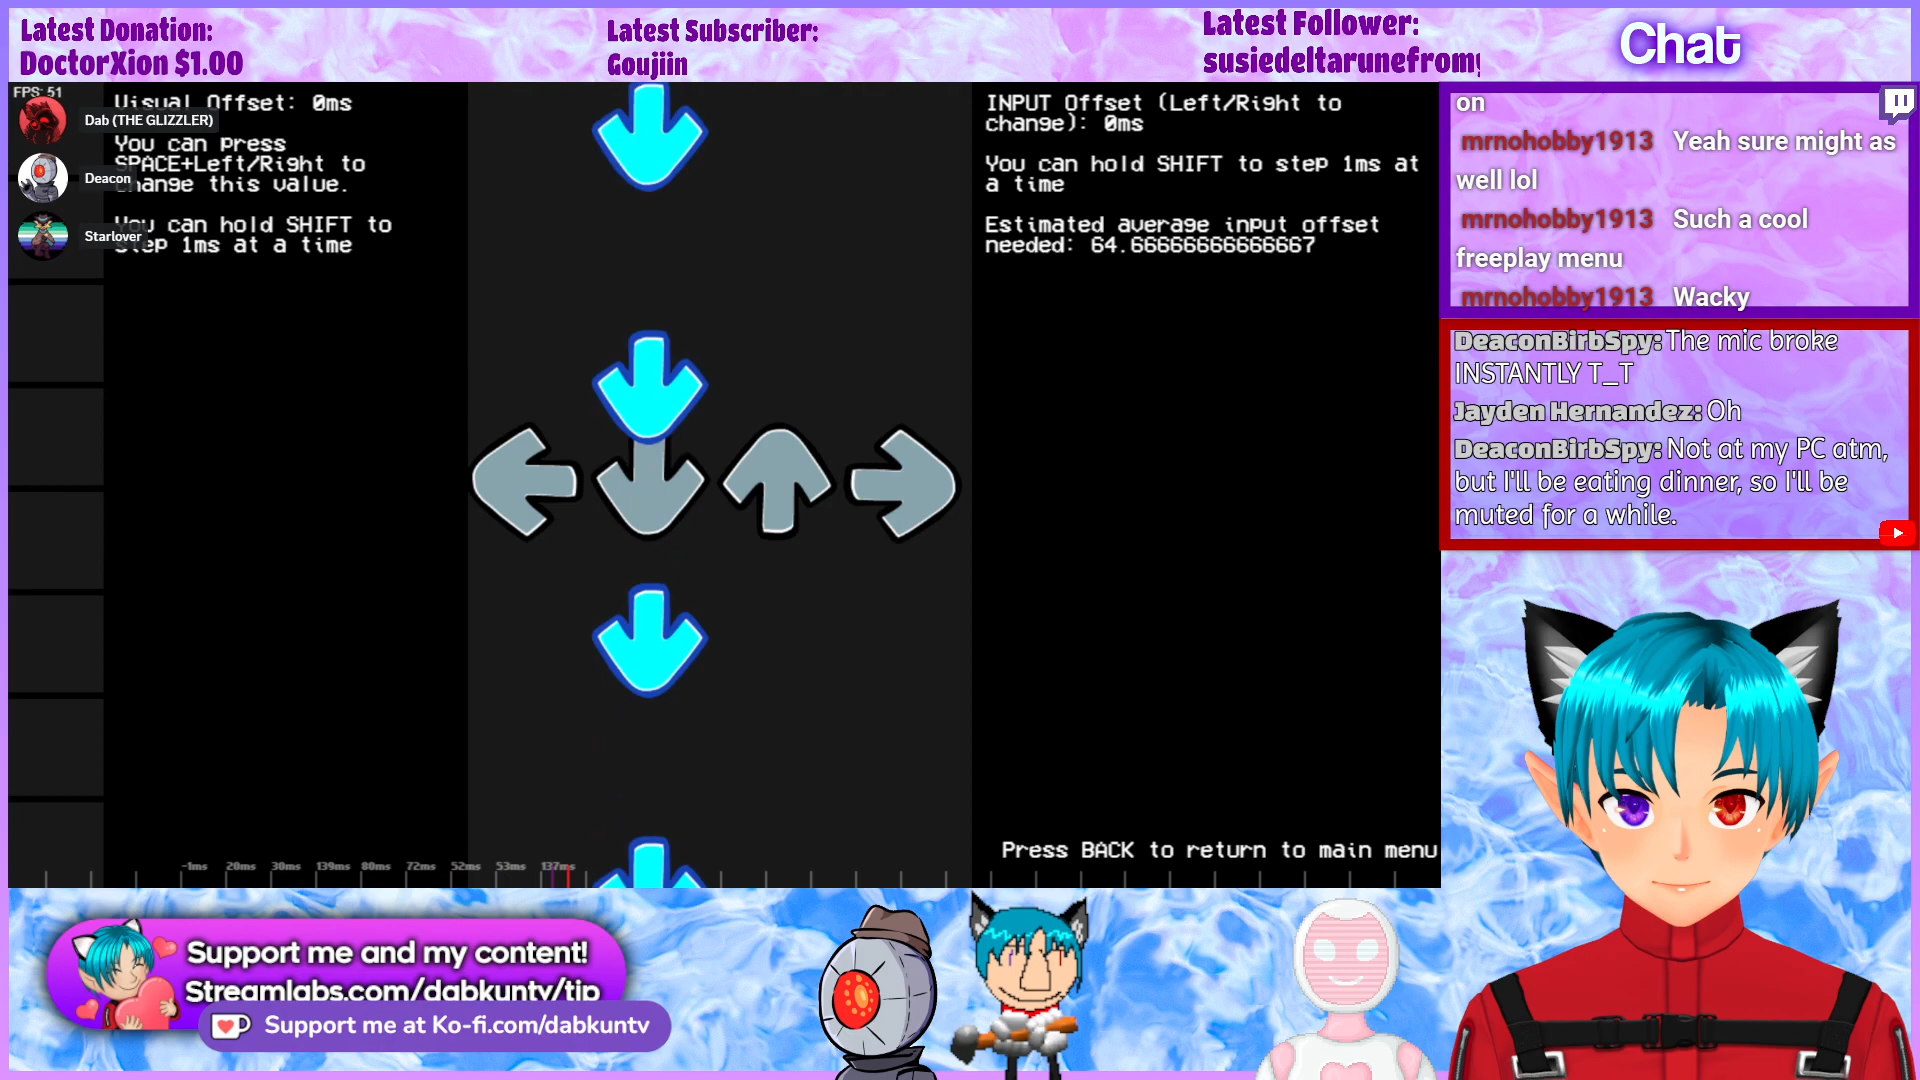 Latest Donation:
DoctorXion $1.00
Latest Subscriber:
Goujiin
Latest Follower:
susiedeltarunefrom
Chat
FPS: 51
Dab (THE GLIZZLER)
Deacon
Starlover
Visual Offset: 0ms
You can press
SPACE+Left/Right to
change this value.
You can hold SHIFT to
step 1ms at a time
INPUT Offset (Left/Right to
change): 0ms
You can hold SHIFT to step 1ms at
a time
Estimated average input offset
needed: 64.66666666666667
Press BACK to return to main menu
-1ms 20ms 30ms 139ms 80ms 72ms 52ms 53ms 137ms
on
mrnohobby1913 Yeah sure might as
well lol
mrnohobby1913 Such a cool
freeplay menu
mrnohobby1913 Wacky
DeaconBirbSpy: The mic broke
INSTANTLY T_T
Jayden Hernandez: Oh
DeaconBirbSpy: Not at my PC atm,
but I'll be eating dinner, so I'll be
muted for a while.
Support me and my content!
Streamlabs.com/dabkuntv/tip
Support me at Ko-fi.com/dabkuntv